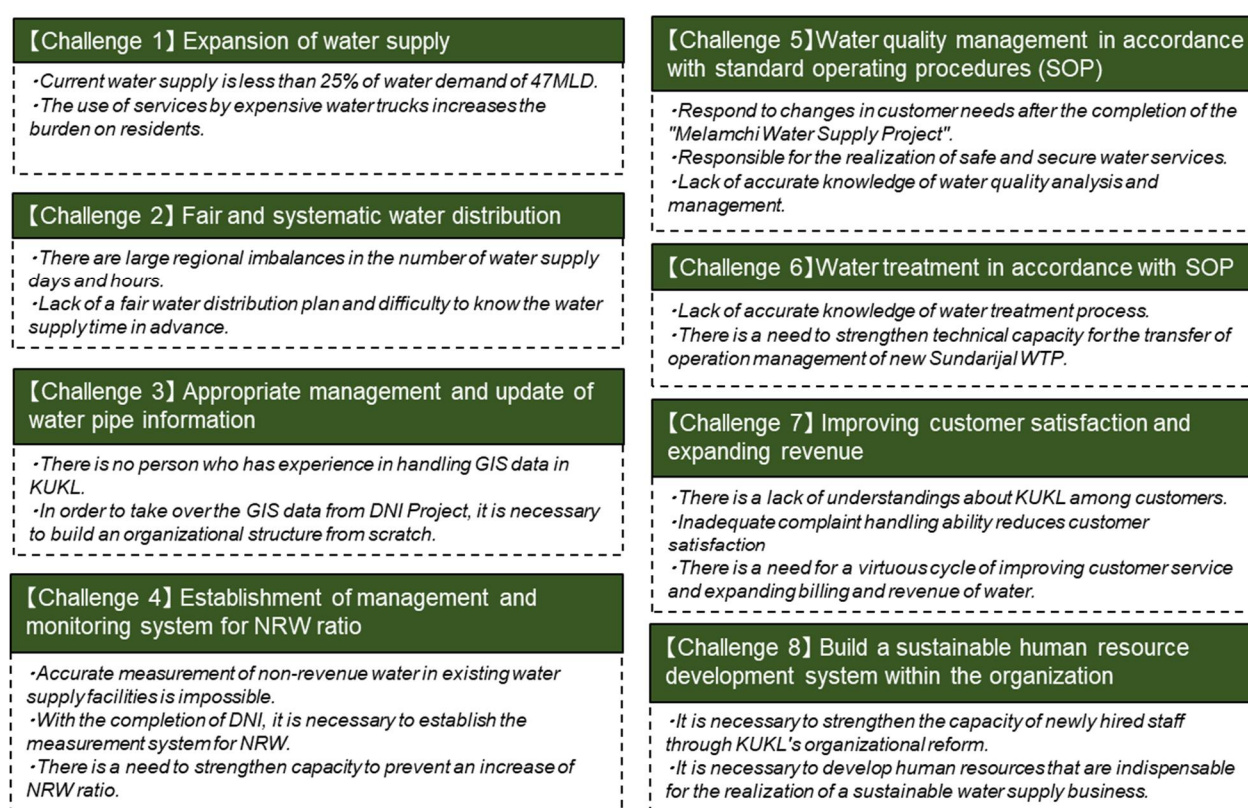 【Challenge 1】 Expansion of water supply
・Current water supply is less than 25% of water demand of 47MLD.
・The use of services by expensive water trucks increases the
burden on residents.
【Challenge 2】 Fair and systematic water distribution
・There are large regional imbalances in the number of water supply
days and hours.
・Lack of a fair water distribution plan and difficulty to know the water
supply time in advance.
【Challenge 3】 Appropriate management and update of
water pipe information
・There is no person who has experience in handling GIS data in
KUKL.
・In order to take over the GIS data from DNI Project, it is necessary
to build an organizational structure from scratch.
【Challenge 4】 Establishment of management and
monitoring system for NRW ratio
・Accurate measurement of non-revenue water in existing water
supply facilities is impossible.
・With the completion of DNI, it is necessary to establish the
measurement system for NRW.
・There is a need to strengthen capacity to prevent an increase of
NRW ratio.
【Challenge 5】Water quality management in accordance
with standard operating procedures (SOP)
・Respond to changes in customer needs after the completion of the
"Melamchi Water Supply Project".
・Responsible for the realization of safe and secure water services.
・Lack of accurate knowledge of water quality analysis and
management.
【Challenge 6】Water treatment in accordance with SOP
・Lack of accurate knowledge of water treatment process.
・There is a need to strengthen technical capacity for the transfer of
operation management of new Sundarijal WTP.
【Challenge 7】 Improving customer satisfaction and
expanding revenue
・There is a lack of understandings about KUKL among customers.
・Inadequate complaint handling ability reduces customer
satisfaction
・There is a need for a virtuous cycle of improving customer service
and expanding billing and revenue of water.
【Challenge 8】 Build a sustainable human resource
development system within the organization
・It is necessary to strengthen the capacity of newly hired staff
through KUKL's organizational reform.
・It is necessary to develop human resources that are indispensable
for the realization of a sustainable water supply business.